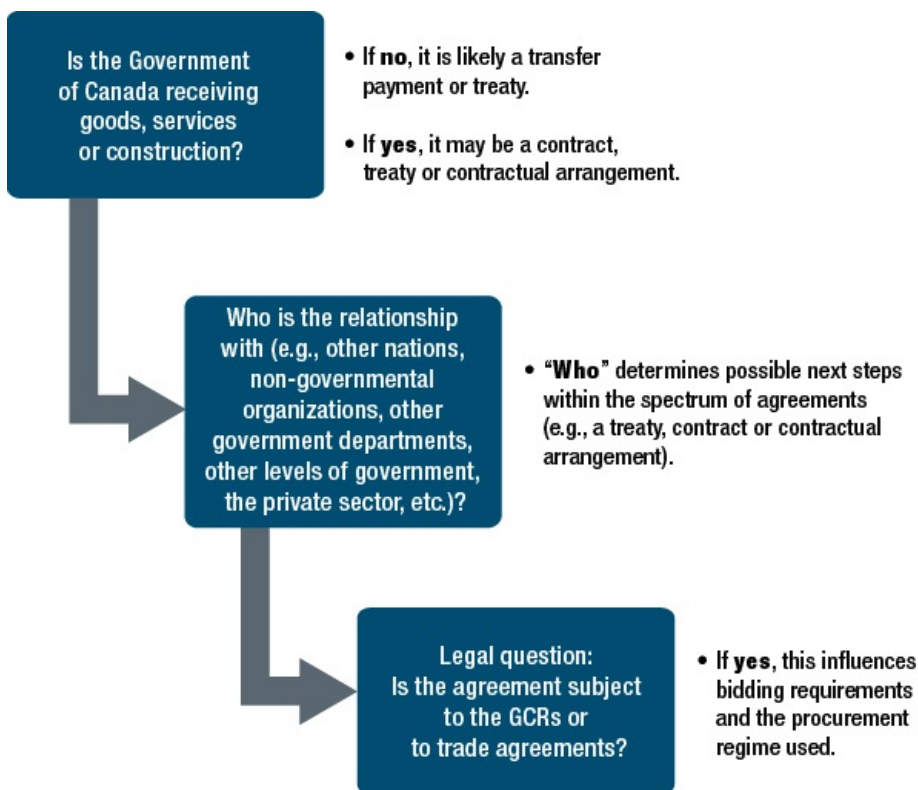 Is the Government
of Canada receiving
goods, services
or construction?
• If no, it is likely a transfer
payment or treaty.
• If yes, it may be a contract,
treaty or contractual arrangement.
Who is the relationship
with (e.g., other nations,
non-governmental
organizations, other
government departments,
other levels of government,
the private sector, etc.)?
• “Who” determines possible next steps
within the spectrum of agreements
(e.g., a treaty, contract or contractual
arrangement).
Legal question:
Is the agreement subject
to the GCRs or
to trade agreements?
• If yes, this influences
bidding requirements
and the procurement
regime used.